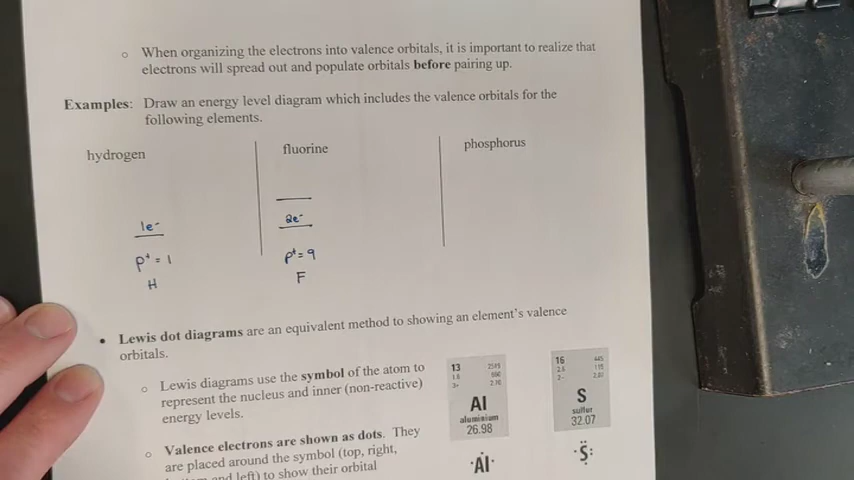 ○ When organizing the electrons into valence orbitals, it is important to realize that
electrons will spread out and populate orbitals before pairing up.
Examples: Draw an energy level diagram which includes the valence orbitals for the
following elements.
hydrogen
fluorine
phosphorus
1e⁻
p⁺ = 1
H
2e⁻
p⁺ = 9
F
• Lewis dot diagrams are an equivalent method to showing an element's valence
orbitals.
○ Lewis diagrams use the symbol of the atom to
represent the nucleus and inner (non-reactive)
energy levels.
○ Valence electrons are shown as dots. They
are placed around the symbol (top, right,
and left) to show their orbital
13
Al
aluminium
26.98
Al
16
S
sulfur
32.07
S